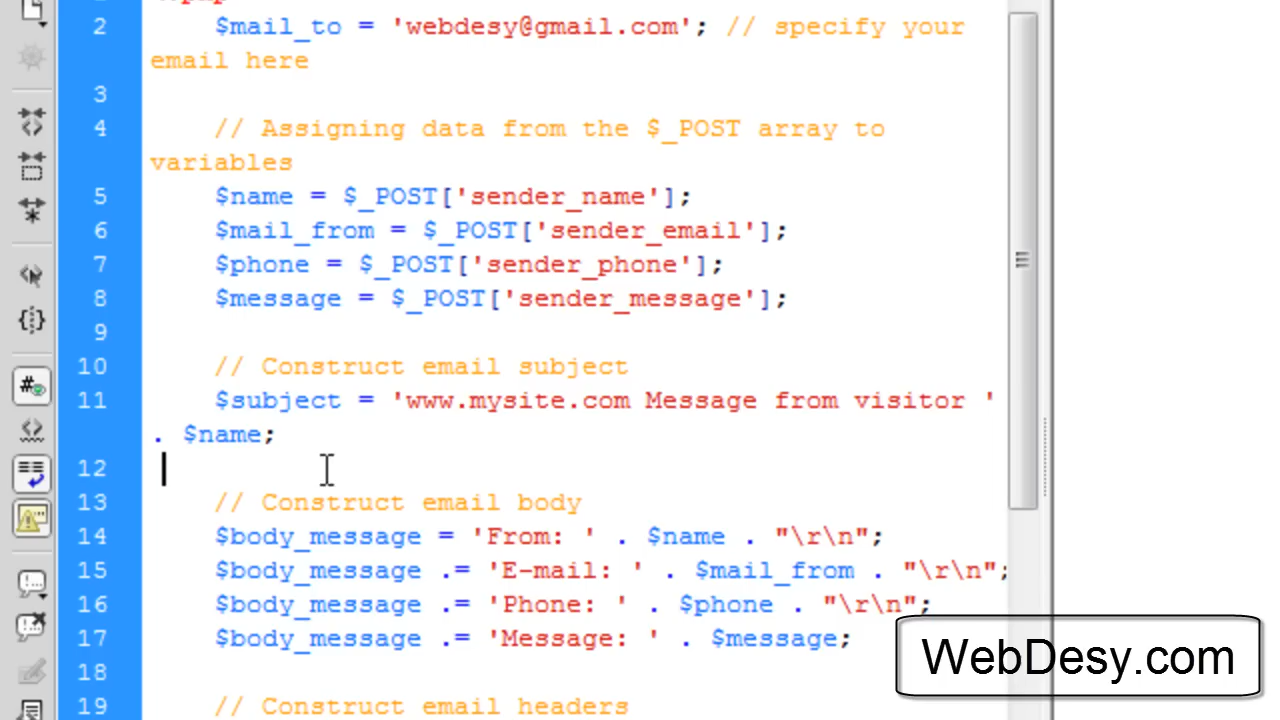 2 $mail_to = 'webdesy@gmail.com'; // specify your
email here
3
4 // Assigning data from the $_POST array to
variables
5 $name = $_POST['sender_name'];
6 $mail_from = $_POST['sender_email'];
7 $phone = $_POST['sender_phone'];
8 $message = $_POST['sender_message'];
9
10 // Construct email subject
11 $subject = 'www.mysite.com Message from visitor '
. $name;
12
13 // Construct email body
14 $body_message = 'From: ' . $name . "\r\n";
15 $body_message .= 'E-mail: ' . $mail_from . "\r\n";
16 $body_message .= 'Phone: ' . $phone . "\r\n";
17 $body_message .= 'Message: ' . $message;
18
19 // Construct email headers
WebDesy.com